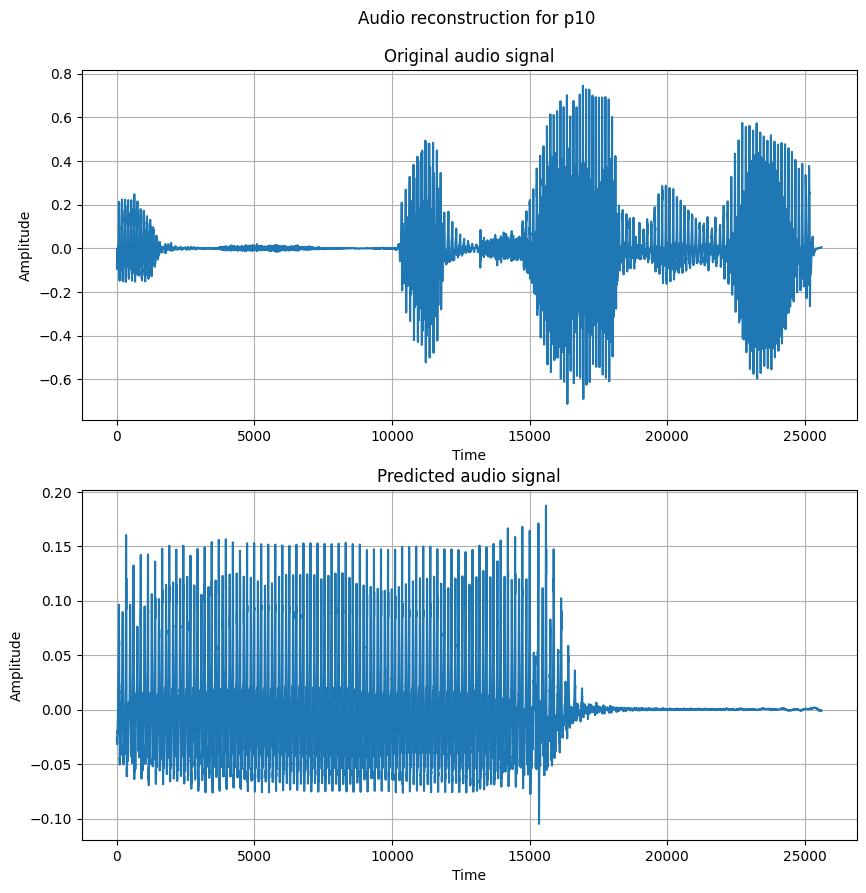 Audio reconstruction for p10
Original audio signal
0.8
0.6
0.4
0.2
0.0
−0.2
−0.4
−0.6
Amplitude
0 5000 10000 15000 20000 25000
Time
Predicted audio signal
0.20
0.15
0.10
0.05
0.00
−0.05
−0.10
Amplitude
0 5000 10000 15000 20000 25000
Time